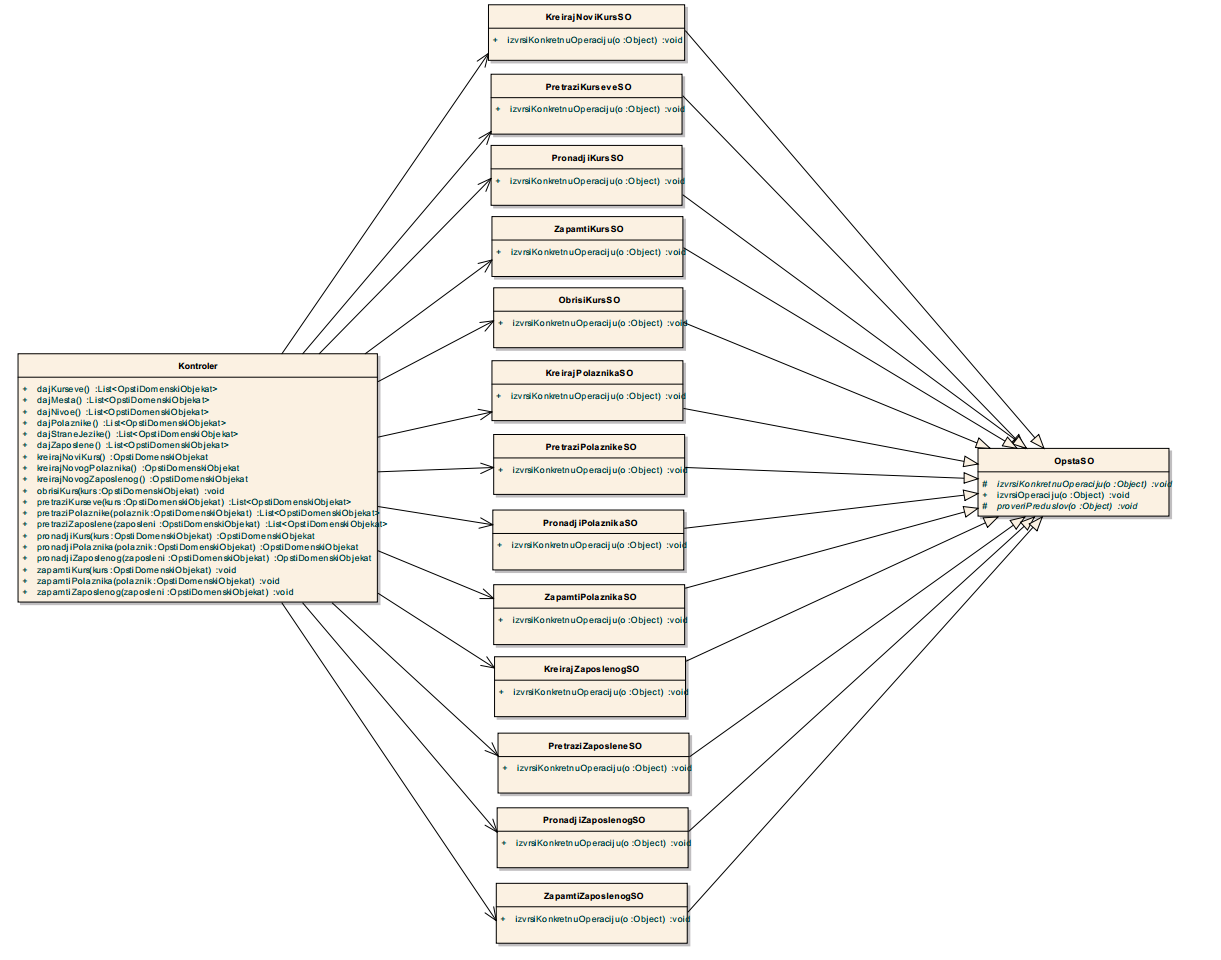 KreirajNoviKursSO
+ izvrsiKonkretnuOperaciju(o :Object) :void
PretraziKurseveSO
+ izvrsiKonkretnuOperaciju(o :Object) :void
PronadjiKursSO
+ izvrsiKonkretnuOperaciju(o :Object) :void
ZapamtiKursSO
+ izvrsiKonkretnuOperaciju(o :Object) :void
ObrisiKursSO
+ izvrsiKonkretnuOperaciju(o :Object) :void
Kontroler
+ dajKurseve() :List<OpstiDomenskiObjekat>
+ dajMesta() :List<OpstiDomenskiObjekat>
+ dajNivoe() :List<OpstiDomenskiObjekat>
+ dajPolaznike() :List<OpstiDomenskiObjekat>
+ dajStraneJezike() :List<OpstiDomenskiObjekat>
+ dajZaposlene() :List<OpstiDomenskiObjekat>
+ kreirajNoviKurs() :OpstiDomenskiObjekat
+ kreirajNovogPolaznika() :OpstiDomenskiObjekat
+ kreirajNovogZaposlenog() :OpstiDomenskiObjekat
+ obrisiKurs(kurs :OpstiDomenskiObjekat) :void
+ pretraziKurseve(kurs :OpstiDomenskiObjekat) :List<OpstiDomenskiObjekat>
+ pretraziPolaznike(polaznik :OpstiDomenskiObjekat) :List<OpstiDomenskiObjekat>
+ pretraziZaposlene(zaposleni :OpstiDomenskiObjekat) :List<OpstiDomenskiObjekat>
+ pronadjiKurs(kurs :OpstiDomenskiObjekat) :OpstiDomenskiObjekat
+ pronadjiPolaznika(polaznik :OpstiDomenskiObjekat) :OpstiDomenskiObjekat
+ pronadjiZaposlenog(zaposleni :OpstiDomenskiObjekat) :OpstiDomenskiObjekat
+ zapamtiKurs(kurs :OpstiDomenskiObjekat) :void
+ zapamtiPolaznika(polaznik :OpstiDomenskiObjekat) :void
+ zapamtiZaposlenog(zaposleni :OpstiDomenskiObjekat) :void
KreirajPolaznikaSO
+ izvrsiKonkretnuOperaciju(o :Object) :void
PretraziPolaznikeSO
+ izvrsiKonkretnuOperaciju(o :Object) :void
OpstaSO
# izvrsiKonkretnuOperaciju(o :Object) :void
+ izvrsiOperaciju(o :Object) :void
# proveriPreduslov(o :Object) :void
PronadjiPolaznikaSO
+ izvrsiKonkretnuOperaciju(o :Object) :void
ZapamtiPolaznikaSO
+ izvrsiKonkretnuOperaciju(o :Object) :void
KreirajZaposlenogSO
+ izvrsiKonkretnuOperaciju(o :Object) :void
PretraziZaposleneSO
+ izvrsiKonkretnuOperaciju(o :Object) :void
PronadjiZaposlenogSO
+ izvrsiKonkretnuOperaciju(o :Object) :void
ZapamtiZaposlenogSO
+ izvrsiKonkretnuOperaciju(o :Object) :void